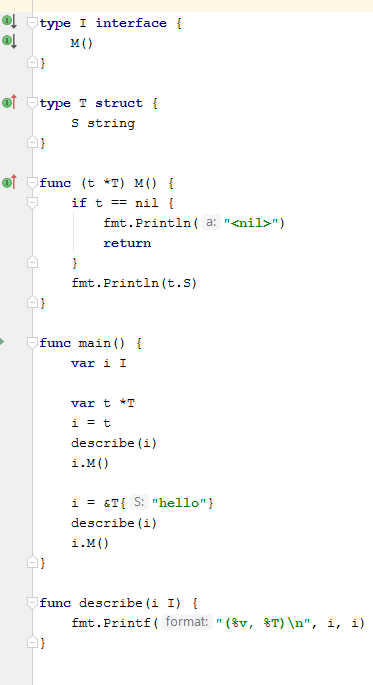 type I interface {
    M()
}
type T struct {
    S string
}
func (t *T) M() {
    if t == nil {
        fmt.Println( a: "<nil>")
        return
    }
    fmt.Println(t.S)
}
func main() {
    var i I
    var t *T
    i = t
    describe(i)
    i.M()
    i = &T{ S: "hello"}
    describe(i)
    i.M()
}
func describe(i I) {
    fmt.Printf( format: "(%v, %T)\n", i, i)
}